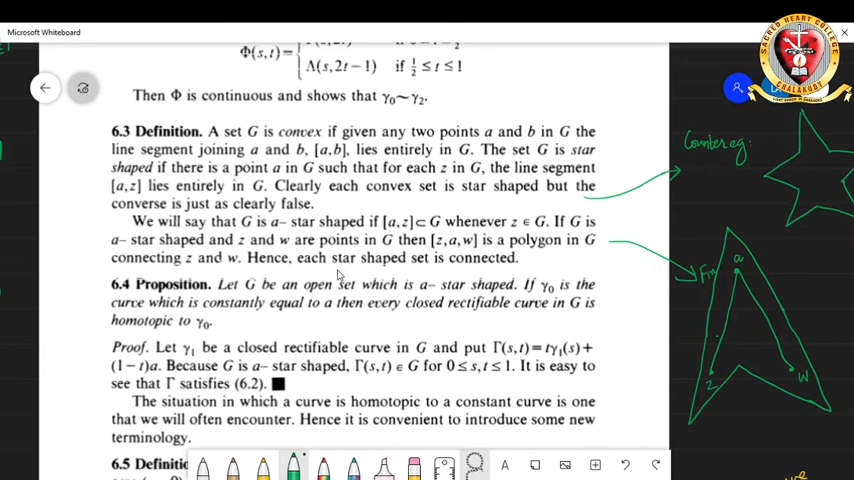 Microsoft Whiteboard
SACRED HEART COLLEGE
CHALAKUDY
Φ(s,t)=
Λ(s,2t−1) if ½ ≤ t ≤ 1
Then Φ is continuous and shows that γ₀~γ₂.
6.3 Definition. A set G is convex if given any two points a and b in G the
line segment joining a and b, [a,b], lies entirely in G. The set G is star
shaped if there is a point a in G such that for each z in G, the line segment
[a,z] lies entirely in G. Clearly each convex set is star shaped but the
converse is just as clearly false.
We will say that G is a– star shaped if [a,z]⊂G whenever z ∈ G. If G is
a– star shaped and z and w are points in G then [z,a,w] is a polygon in G
connecting z and w. Hence, each star shaped set is connected.
6.4 Proposition. Let G be an open set which is a– star shaped. If γ₀ is the
curve which is constantly equal to a then every closed rectifiable curve in G is
homotopic to γ₀.
Proof. Let γ₁ be a closed rectifiable curve in G and put Γ(s,t)=tγ₁(s)+
(1−t)a. Because G is a– star shaped, Γ(s,t) ∈ G for 0≤s,t≤1. It is easy to
see that Γ satisfies (6.2). ■
The situation in which a curve is homotopic to a constant curve is one
that we will often encounter. Hence it is convenient to introduce some new
terminology.
6.5 Definitio
Counter eg:
Fix
a
z
w
A